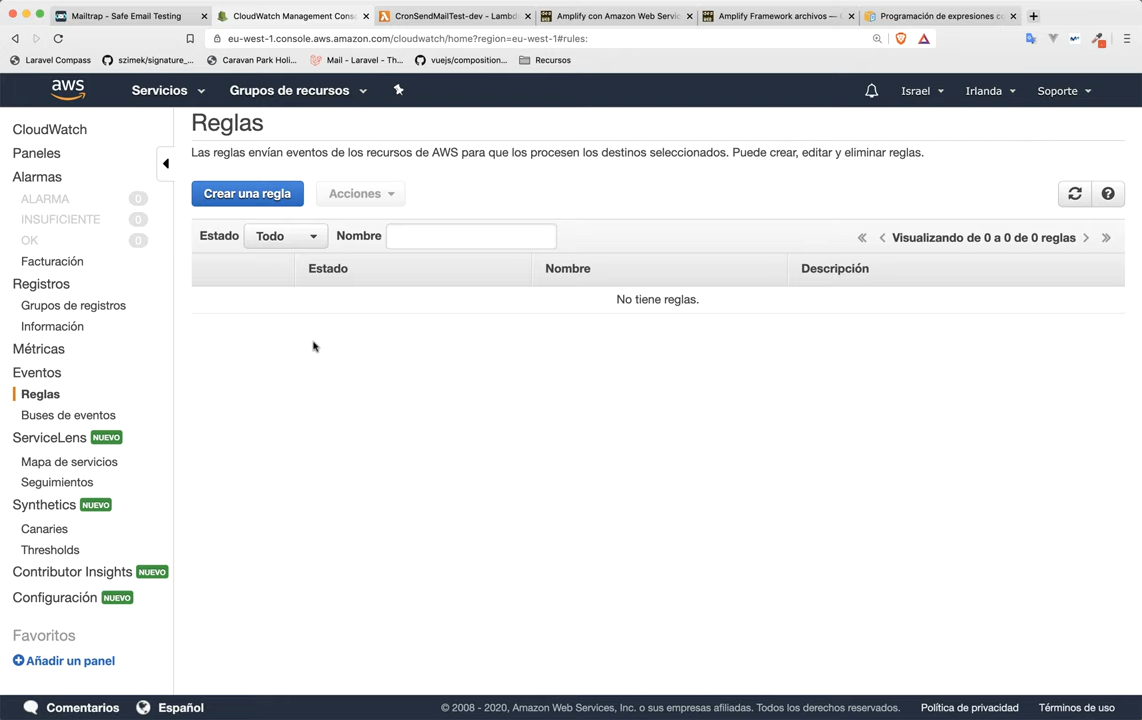 Mailtrap - Safe Email Testing
CloudWatch Management Cons
CronSendMailTest-dev - Lambd
Amplify con Amazon Web Servic
Amplify Framework archivos —
Programación de expresiones c
eu-west-1.console.aws.amazon.com/cloudwatch/home?region=eu-west-1#rules:
Laravel Compass
szimek/signature_...
Caravan Park Holi...
Mail - Laravel - Th...
vuejs/composition...
Recursos
aws
Servicios
Grupos de recursos
Israel
Irlanda
Soporte
CloudWatch
Paneles
Alarmas
ALARMA 0
INSUFICIENTE 0
OK 0
Facturación
Registros
Grupos de registros
Información
Métricas
Eventos
Reglas
Buses de eventos
ServiceLens NUEVO
Mapa de servicios
Seguimientos
Synthetics NUEVO
Canaries
Thresholds
Contributor Insights NUEVO
Configuración NUEVO
Favoritos
Añadir un panel
Reglas
Las reglas envían eventos de los recursos de AWS para que los procesen los destinos seleccionados. Puede crear, editar y eliminar reglas.
Crear una regla
Acciones
Estado Todo Nombre
Visualizando de 0 a 0 de 0 reglas
Estado Nombre Descripción
No tiene reglas.
Comentarios
Español
© 2008 - 2020, Amazon Web Services, Inc. o sus empresas afiliadas. Todos los derechos reservados.
Política de privacidad
Términos de uso